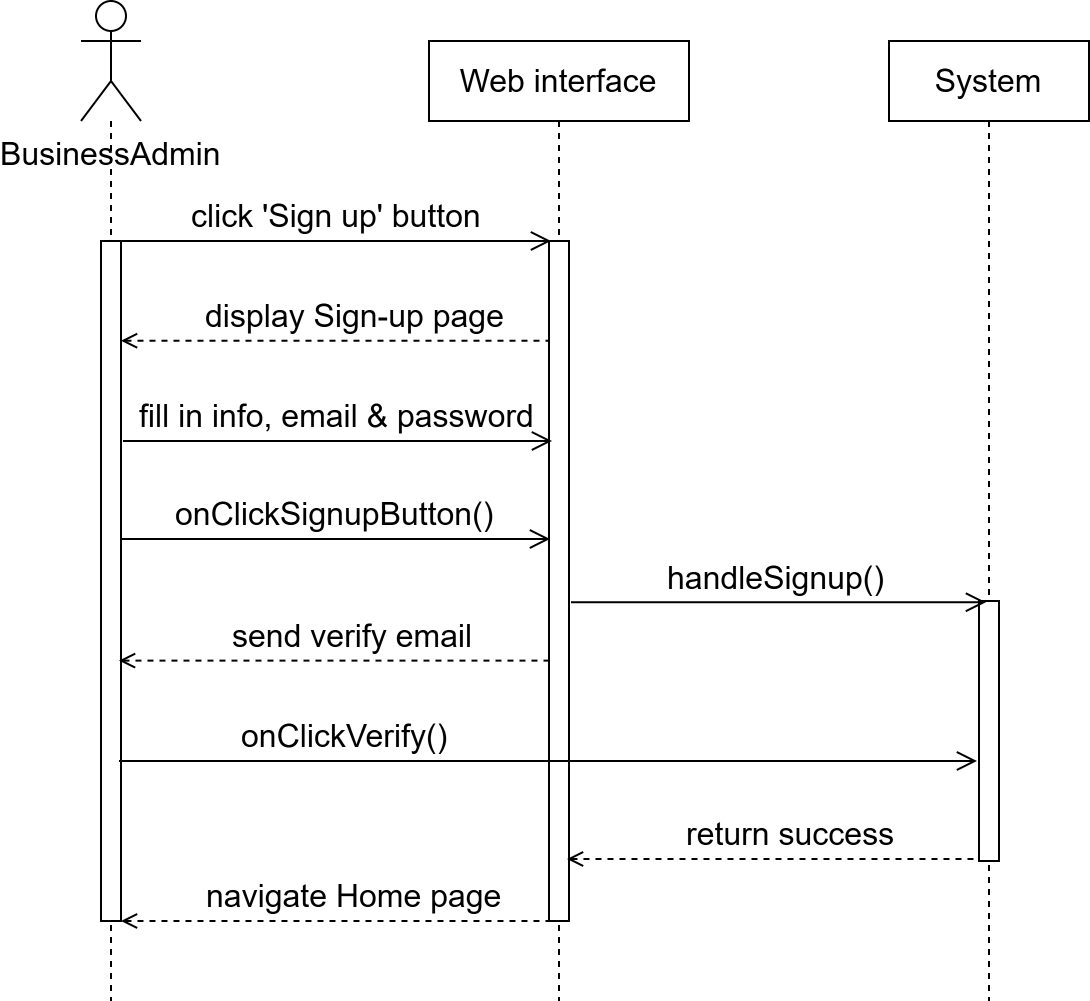 Web interface
System
BusinessAdmin
click 'Sign up' button
display Sign-up page
fill in info, email & password
onClickSignupButton()
handleSignup()
send verify email
onClickVerify()
return success
navigate Home page